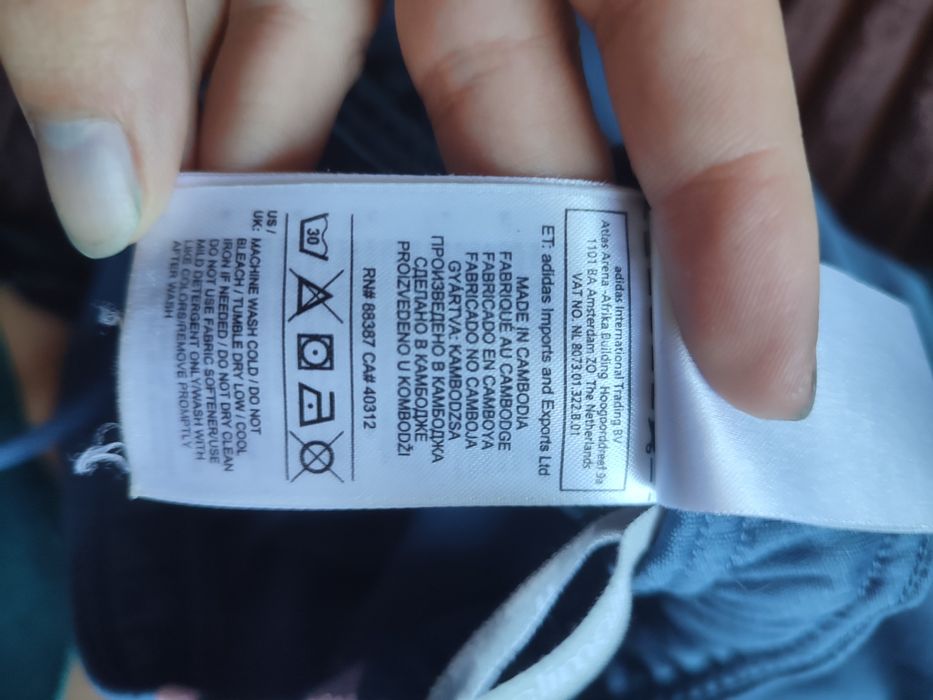 adidas International Trading BV
Atlas Arena -Afrika Building Hoogoorddreef 9a
1101 BA Amsterdam ZO The Netherlands
VAT NO. NL 8073.01.322.B.01
ET: adidas Imports and Exports Ltd
MADE IN CAMBODIA
FABRIQUÉ AU CAMBODGE
FABRICADO EN CAMBOYA
FABRICADO NO CAMBOJA
GYÁRTVA: KAMBODZSA
ПРОИЗВЕДЕНО В КАМБОДЖА
СДЕЛАНО В КАМБОДЖЕ
PROIZVEDENO U KOMBODŽI
RN# 88387 CA# 40312
30
US /
UK: MACHINE WASH COLD / DO NOT
BLEACH / TUMBLE DRY LOW / COOL
IRON IF NEEDED / DO NOT DRY CLEAN
DO NOT USE FABRIC SOFTENER/USE
MILD DETERGENT ONLY/WASH WITH
LIKE COLORS/REMOVE PROMPTLY
AFTER WASH